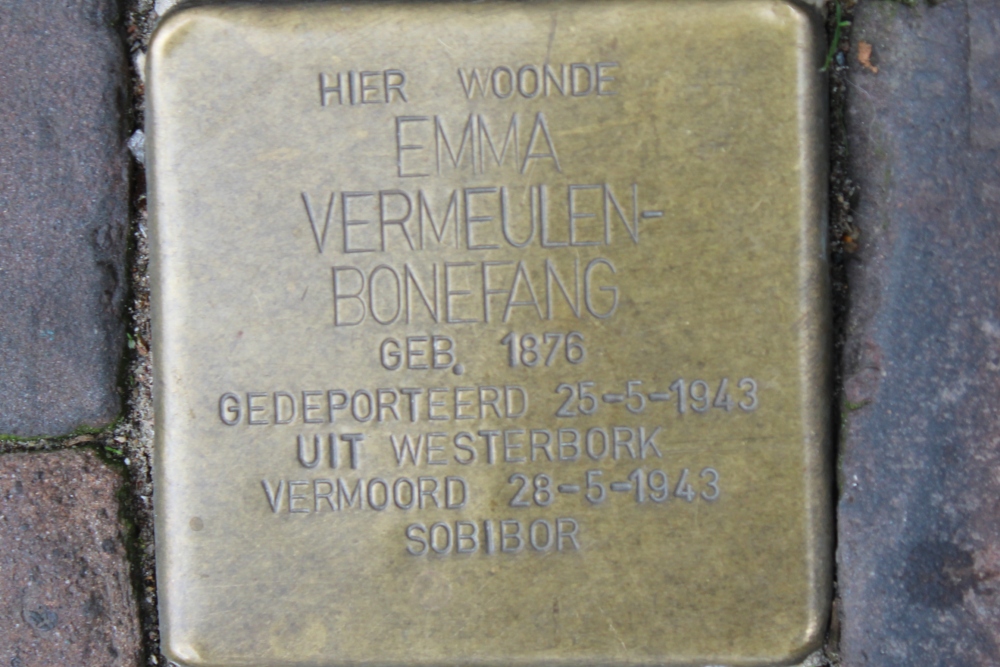 HIER WOONDE
EMMA
VERMEULEN-
BONEFANG
GEB. 1876
GEDEPORTEERD 25-5-1943
UIT WESTERBORK
VERMOORD 28-5-1943
SOBIBOR